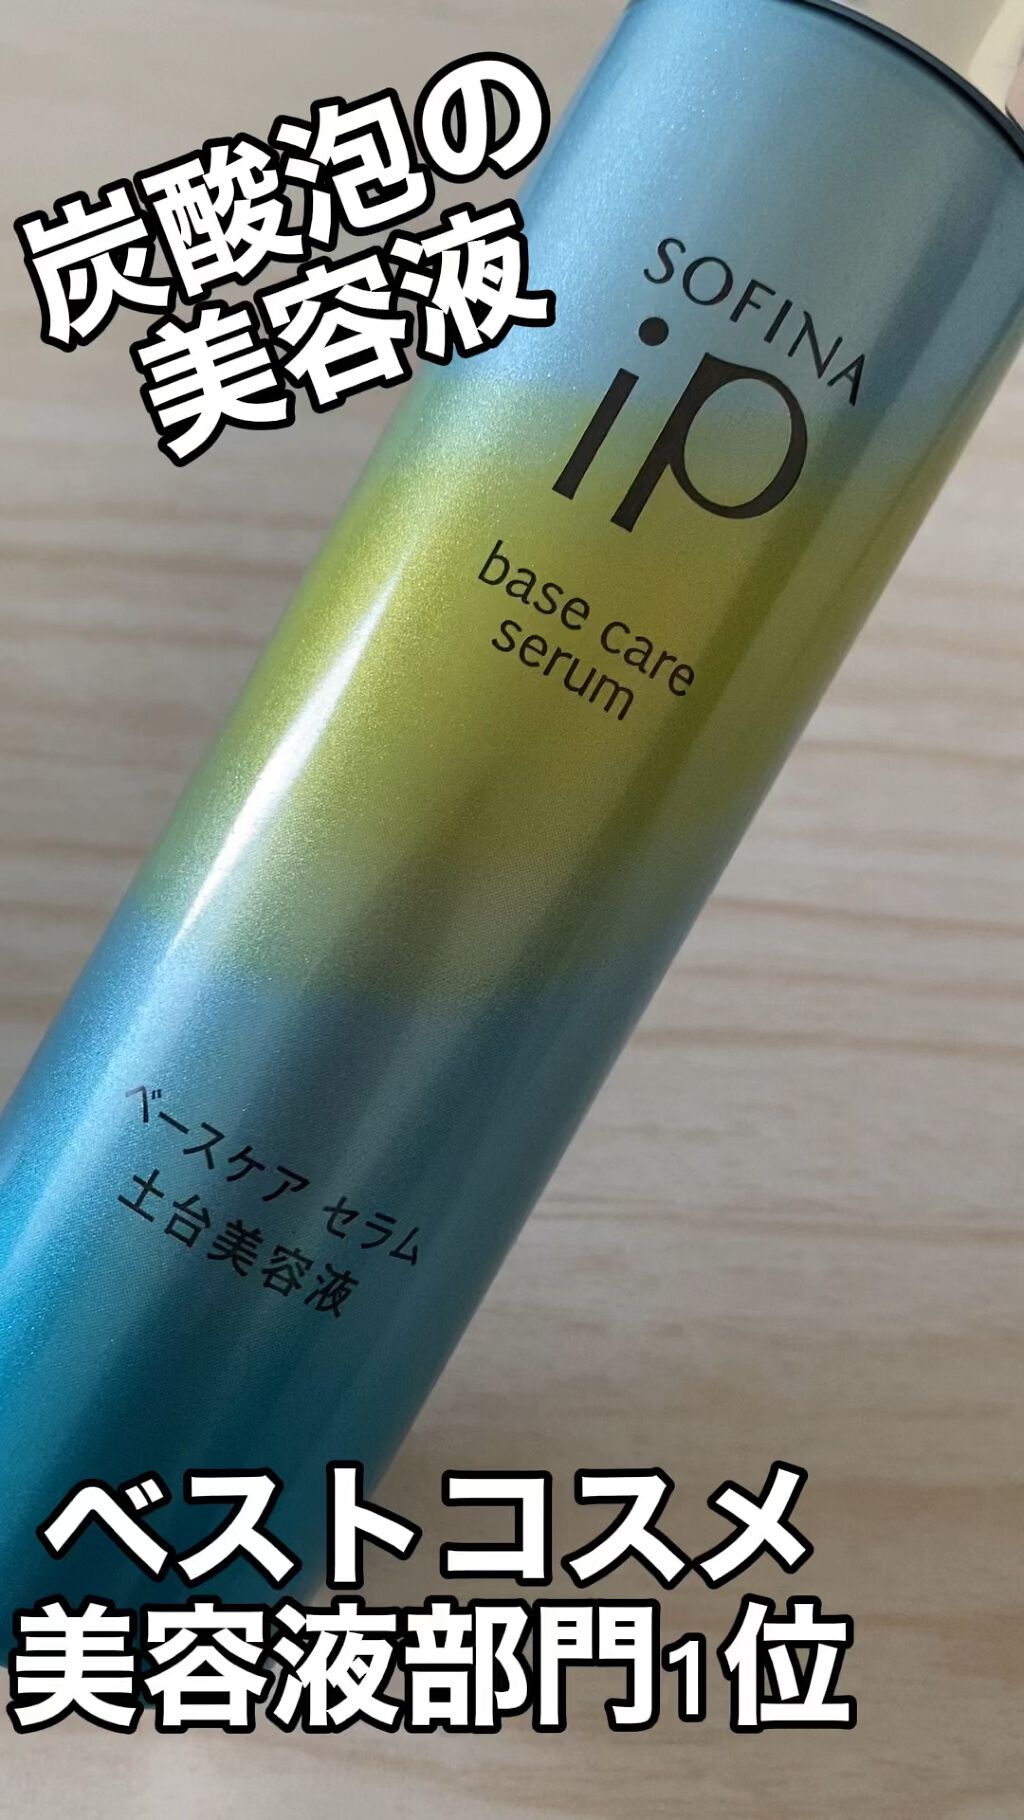 炭酸泡の
美容液
SOFINA
ip
base care
serum
ベースケア セラム
土台美容液
ベストコスメ
美容液部門1位